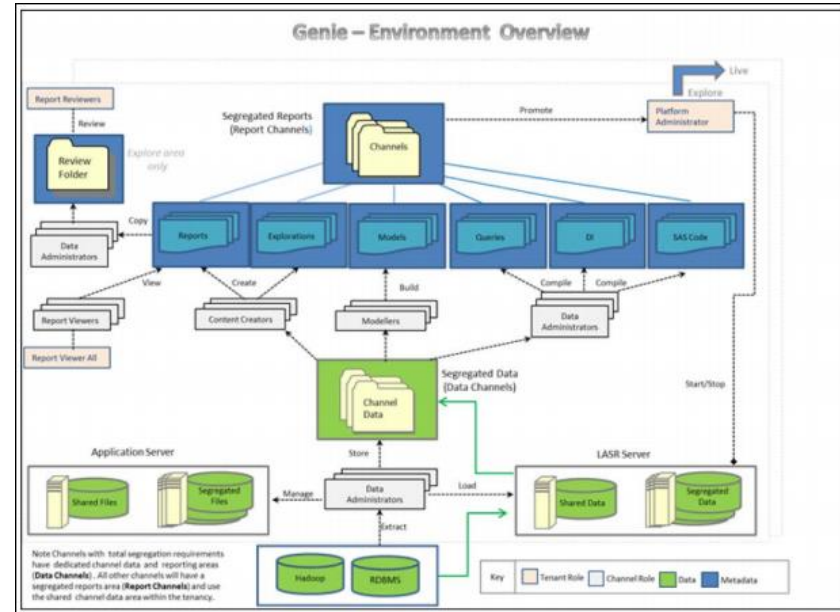 Genie – Environment Overview
Live
Explore
Report Reviewers
Review
Segregated Reports
(Report Channels)
Promote
Platform
Administrator
Review
Folder
Explore area
only
Channels
Copy
Data
Administrators
Reports
Explorations
Models
Queries
DI
SAS Code
View
Create
Build
Compile
Compile
Report Viewers
Content Creators
Modellers
Data
Administrators
Report Viewer All
Segregated Data
(Data Channels)
Channel
Data
Start/Stop
Application Server
Store
LASR Server
Shared Files
Segregated
Files
Manage
Data
Administrators
Load
Shared Data
Segregated
Data
Extract
Note Channels with total segregation requirements
have dedicated channel data and reporting areas
(Data Channels). All other channels will have a
segregated reports area (Report Channels) and use
the shared channel data area within the tenancy.
Hadoop
RDBMS
Key
Tenant Role
Channel Role
Data
Metadata